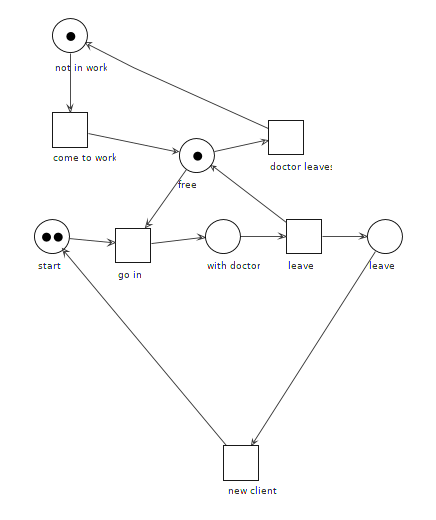 not in work
come to work
doctor leaves
free
start
go in
with doctor
leave
leave
new client